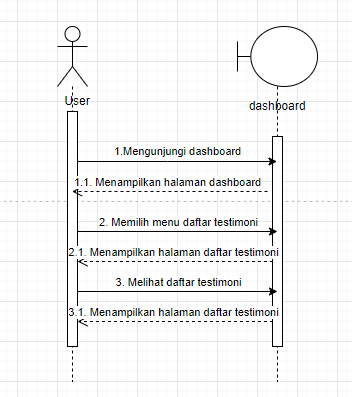 User
dashboard
1.Mengunjungi dashboard
1.1. Menampilkan halaman dashboard
2. Memilih menu daftar testimoni
2.1. Menampilkan halaman daftar testimoni
3. Melihat daftar testimoni
3.1. Menampilkan halaman daftar testimoni